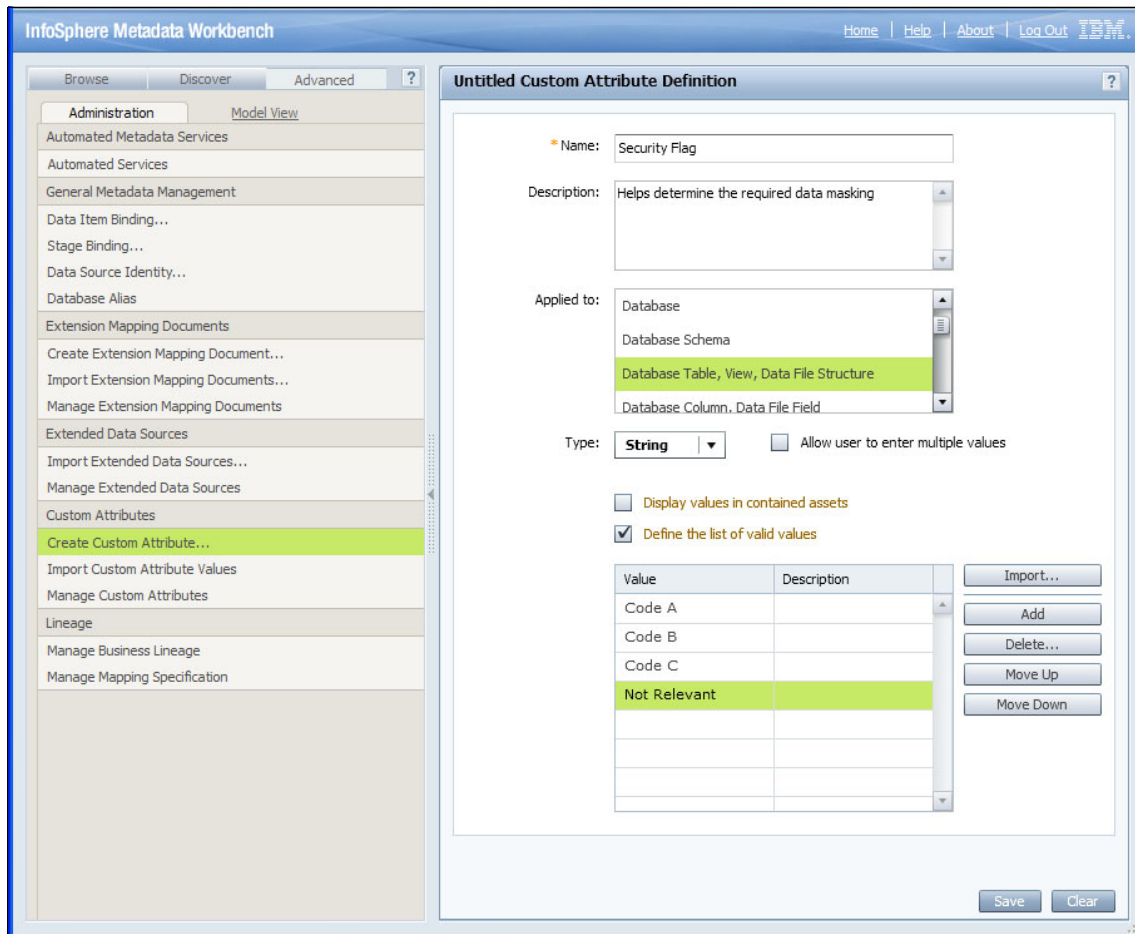 InfoSphere Metadata Workbench
Home | Help | About | Log Out IBM.
Browse Discover Advanced ?
Administration Model View
Automated Metadata Services
Automated Services
General Metadata Management
Data Item Binding...
Stage Binding...
Data Source Identity...
Database Alias
Extension Mapping Documents
Create Extension Mapping Document...
Import Extension Mapping Documents...
Manage Extension Mapping Documents
Extended Data Sources
Import Extended Data Sources...
Manage Extended Data Sources
Custom Attributes
Create Custom Attribute...
Import Custom Attribute Values
Manage Custom Attributes
Lineage
Manage Business Lineage
Manage Mapping Specification
Untitled Custom Attribute Definition ?
* Name: Security Flag
Description: Helps determine the required data masking
Applied to: Database
Database Schema
Database Table, View, Data File Structure
Database Column, Data File Field
Type: String Allow user to enter multiple values
Display values in contained assets
Define the list of valid values
Value Description
Code A
Code B
Code C
Not Relevant
Import...
Add
Delete...
Move Up
Move Down
Save Clear